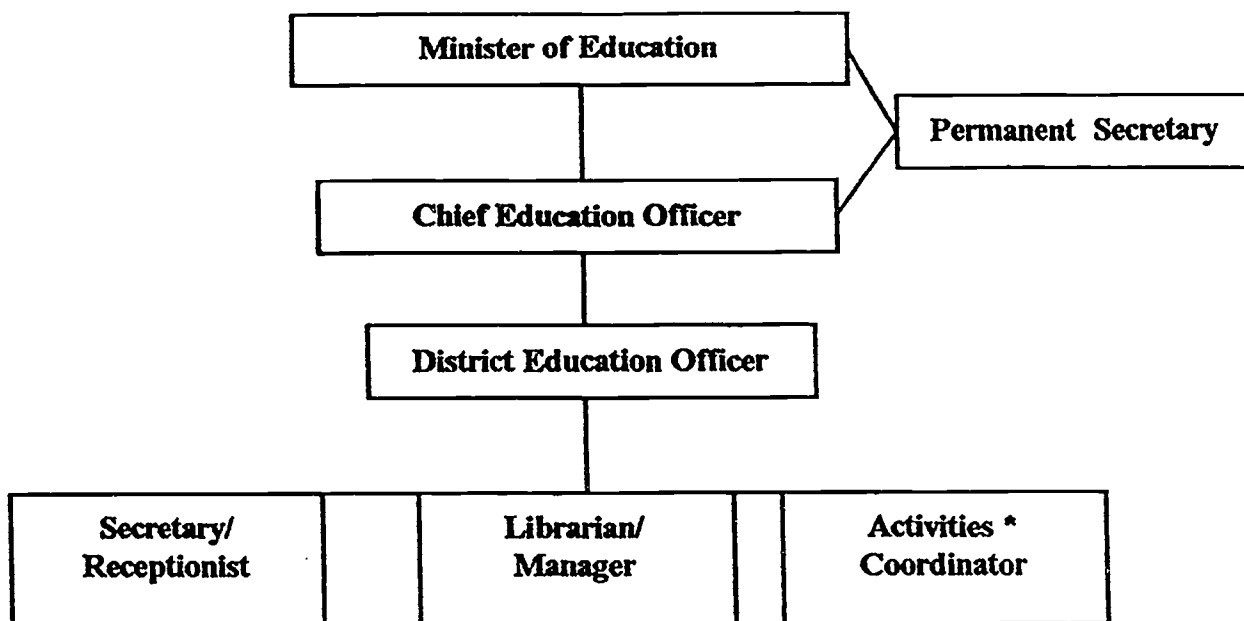 Minister of Education
Permanent Secretary
Chief Education Officer
District Education Officer
Secretary/
Receptionist
Librarian/
Manager
Activities *
Coordinator